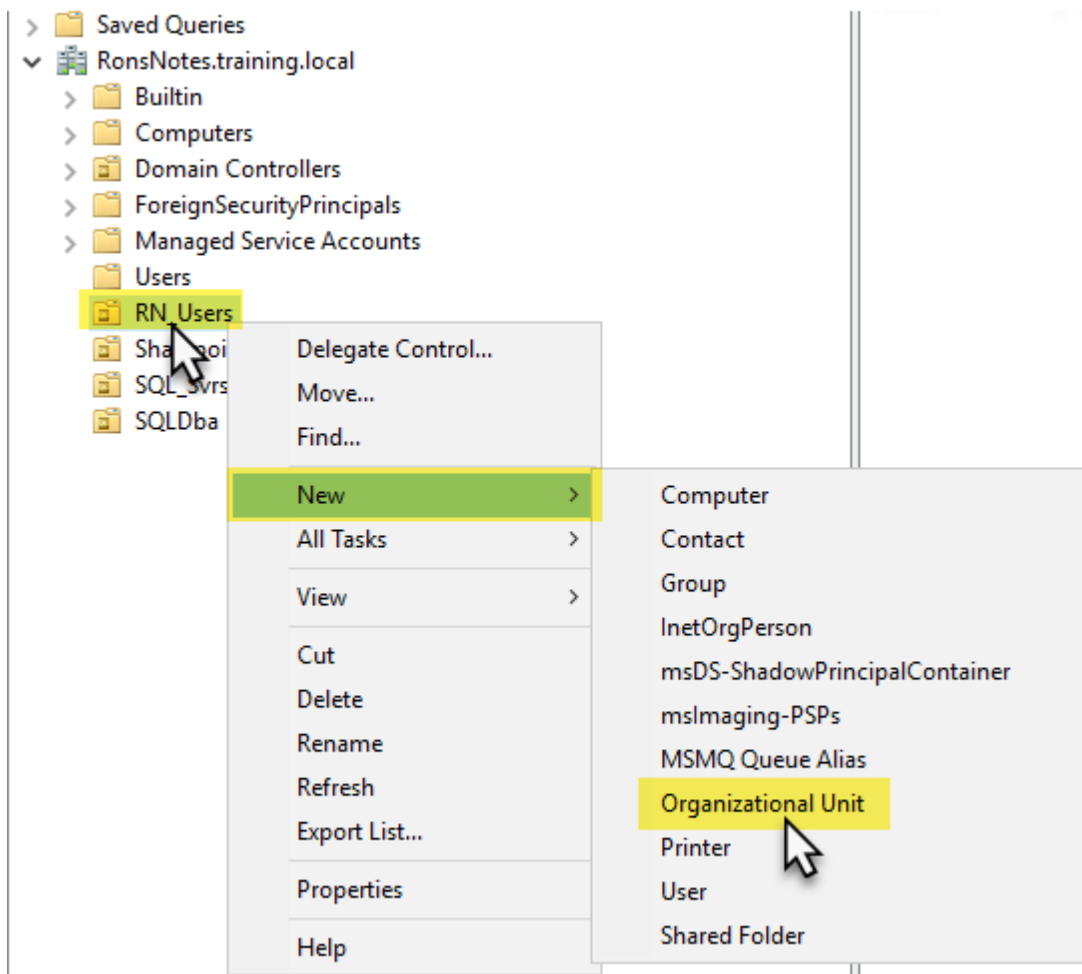 Saved Queries
RonsNotes.training.local
Builtin
Computers
Domain Controllers
ForeignSecurityPrincipals
Managed Service Accounts
Users
RN_Users
SQL_Svrs
SQLDba
Delegate Control...
Move...
Find...
New
All Tasks
View
Cut
Delete
Rename
Refresh
Export List...
Properties
Help
Computer
Contact
Group
InetOrgPerson
msDS-ShadowPrincipalContainer
msImaging-PSPs
MSMQ Queue Alias
Organizational Unit
Printer
User
Shared Folder